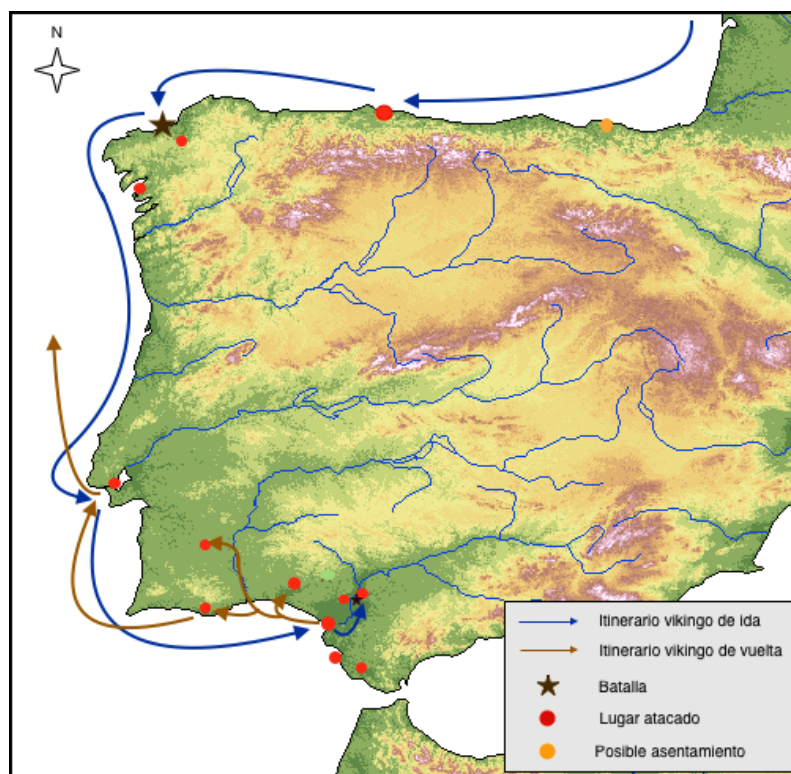 N
Itinerario vikingo de ida
Itinerario vikingo de vuelta
Batalla
Lugar atacado
Posible asentamiento